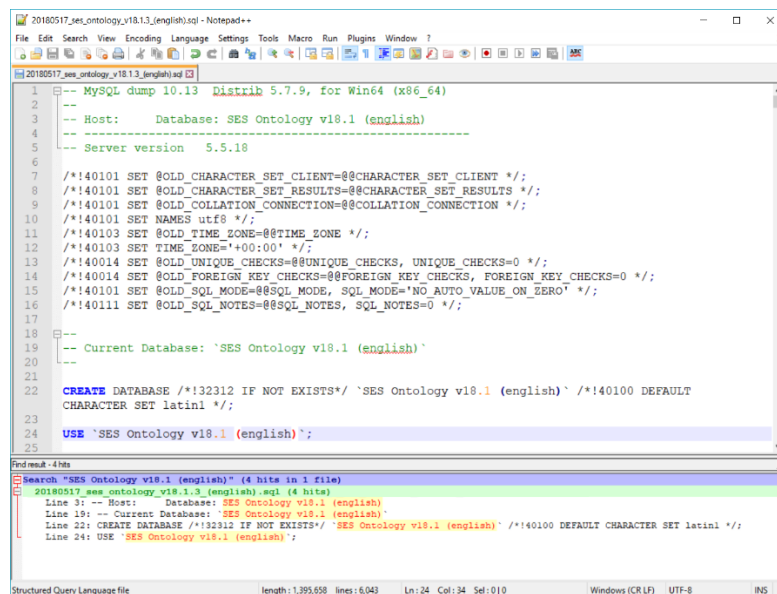 20180517_ses_ontology_v18.1.3_(english).sql - Notepad++
File Edit Search View Encoding Language Settings Tools Macro Run Plugins Window ?
20180517_ses_ontology_v18.1.3_(english).sql
1 -- MySQL dump 10.13 Distrib 5.7.9, for Win64 (x86_64)
2 --
3 -- Host: Database: SES Ontology v18.1 (english)
4 -- ------------------------------------------------------
5 -- Server version 5.5.18
6
7 /*!40101 SET @OLD_CHARACTER_SET_CLIENT=@@CHARACTER_SET_CLIENT */;
8 /*!40101 SET @OLD_CHARACTER_SET_RESULTS=@@CHARACTER_SET_RESULTS */;
9 /*!40101 SET @OLD_COLLATION_CONNECTION=@@COLLATION_CONNECTION */;
10 /*!40101 SET NAMES utf8 */;
11 /*!40103 SET @OLD_TIME_ZONE=@@TIME_ZONE */;
12 /*!40103 SET TIME_ZONE='+00:00' */;
13 /*!40014 SET @OLD_UNIQUE_CHECKS=@@UNIQUE_CHECKS, UNIQUE_CHECKS=0 */;
14 /*!40014 SET @OLD_FOREIGN_KEY_CHECKS=@@FOREIGN_KEY_CHECKS, FOREIGN_KEY_CHECKS=0 */;
15 /*!40101 SET @OLD_SQL_MODE=@@SQL_MODE, SQL_MODE='NO_AUTO_VALUE_ON_ZERO' */;
16 /*!40111 SET @OLD_SQL_NOTES=@@SQL_NOTES, SQL_NOTES=0 */;
17
18 --
19 -- Current Database: `SES Ontology v18.1 (english)`
20 --
21
22 CREATE DATABASE /*!32312 IF NOT EXISTS*/ `SES Ontology v18.1 (english)` /*!40100 DEFAULT
CHARACTER SET latin1 */;
23
24 USE `SES Ontology v18.1 (english)`;
25
Find result - 4 hits
Search "SES Ontology v18.1 (english)" (4 hits in 1 file)
20180517_ses_ontology_v18.1.3_(english).sql (4 hits)
Line 3: -- Host: Database: SES Ontology v18.1 (english)
Line 19: -- Current Database: `SES Ontology v18.1 (english)`
Line 22: CREATE DATABASE /*!32312 IF NOT EXISTS*/ `SES Ontology v18.1 (english)` /*!40100 DEFAULT CHARACTER SET latin1 */;
Line 24: USE `SES Ontology v18.1 (english)`;
Structured Query Language file length : 1,395,658 lines : 6,043 Ln : 24 Col : 34 Sel : 0 | 0 Windows (CR LF) UTF-8 INS